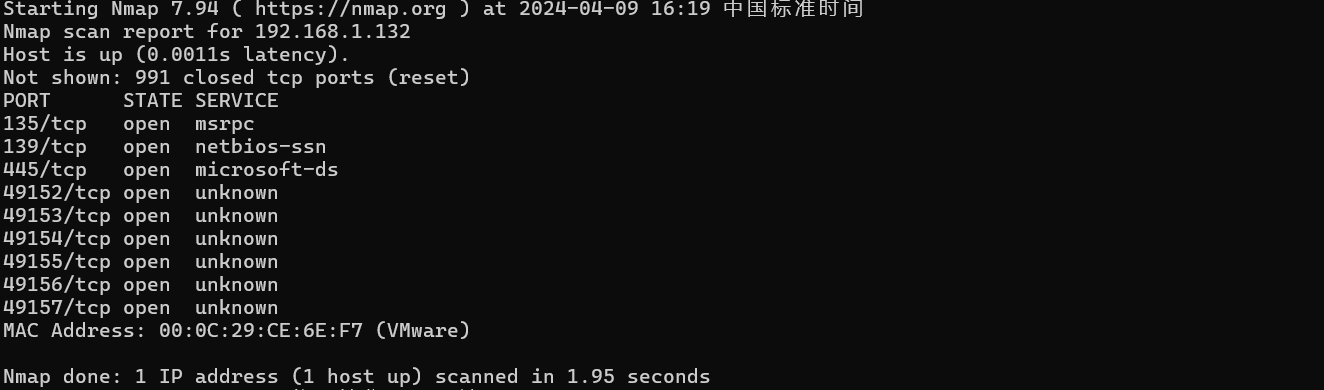 Starting Nmap 7.94 ( https://nmap.org ) at 2024-04-09 16:19 中国标准时间
Nmap scan report for 192.168.1.132
Host is up (0.0011s latency).
Not shown: 991 closed tcp ports (reset)
PORT      STATE SERVICE
135/tcp   open  msrpc
139/tcp   open  netbios-ssn
445/tcp   open  microsoft-ds
49152/tcp open  unknown
49153/tcp open  unknown
49154/tcp open  unknown
49155/tcp open  unknown
49156/tcp open  unknown
49157/tcp open  unknown
MAC Address: 00:0C:29:CE:6E:F7 (VMware)
Nmap done: 1 IP address (1 host up) scanned in 1.95 seconds